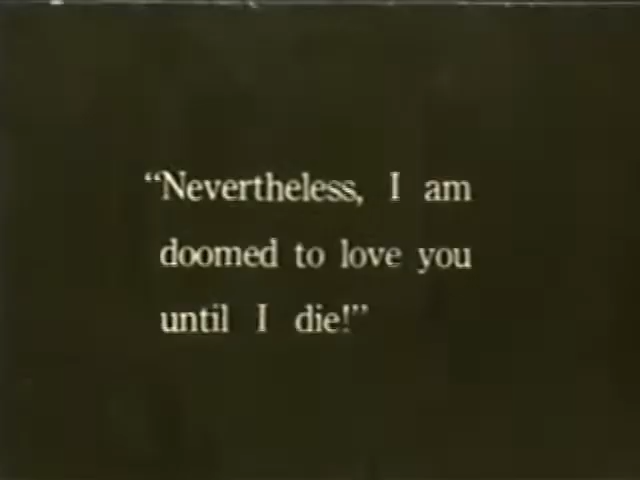 “Nevertheless, I am
doomed to love you
until I die!”